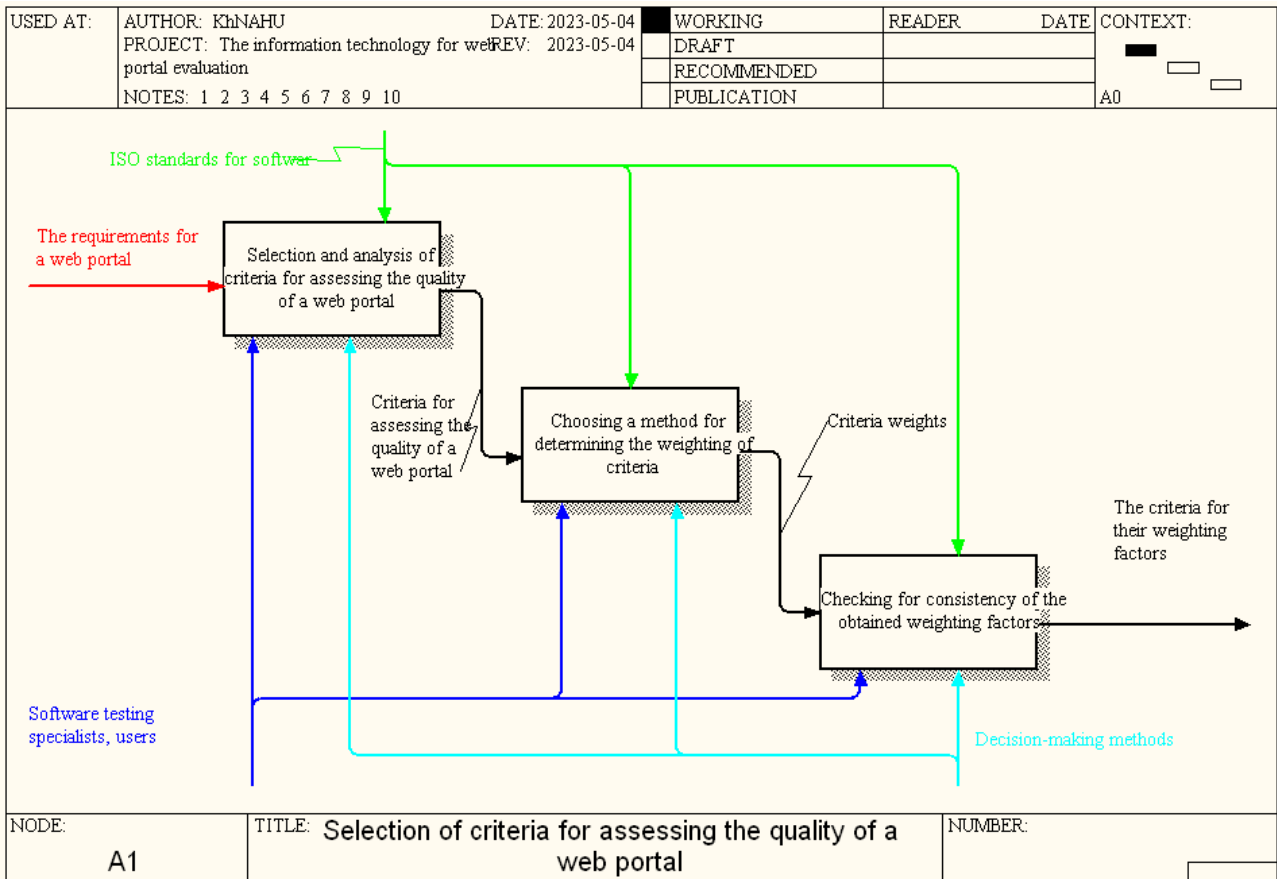 USED AT:
AUTHOR: KhNAHU
DATE: 2023-05-04
PROJECT: The information technology for web
REV: 2023-05-04
portal evaluation
NOTES: 1 2 3 4 5 6 7 8 9 10
WORKING
DRAFT
RECOMMENDED
PUBLICATION
READER
DATE
CONTEXT:
A0
ISO standards for softwar
The requirements for
a web portal
Selection and analysis of
criteria for assessing the quality
of a web portal
Criteria for
assessing the
quality of a
web portal
Choosing a method for
determining the weighting of
criteria
Criteria weights
The criteria for
their weighting
factors
Checking for consistency of the
obtained weighting factors
Software testing
specialists, users
Decision-making methods
NODE:
A1
TITLE: Selection of criteria for assessing the quality of a
web portal
NUMBER: